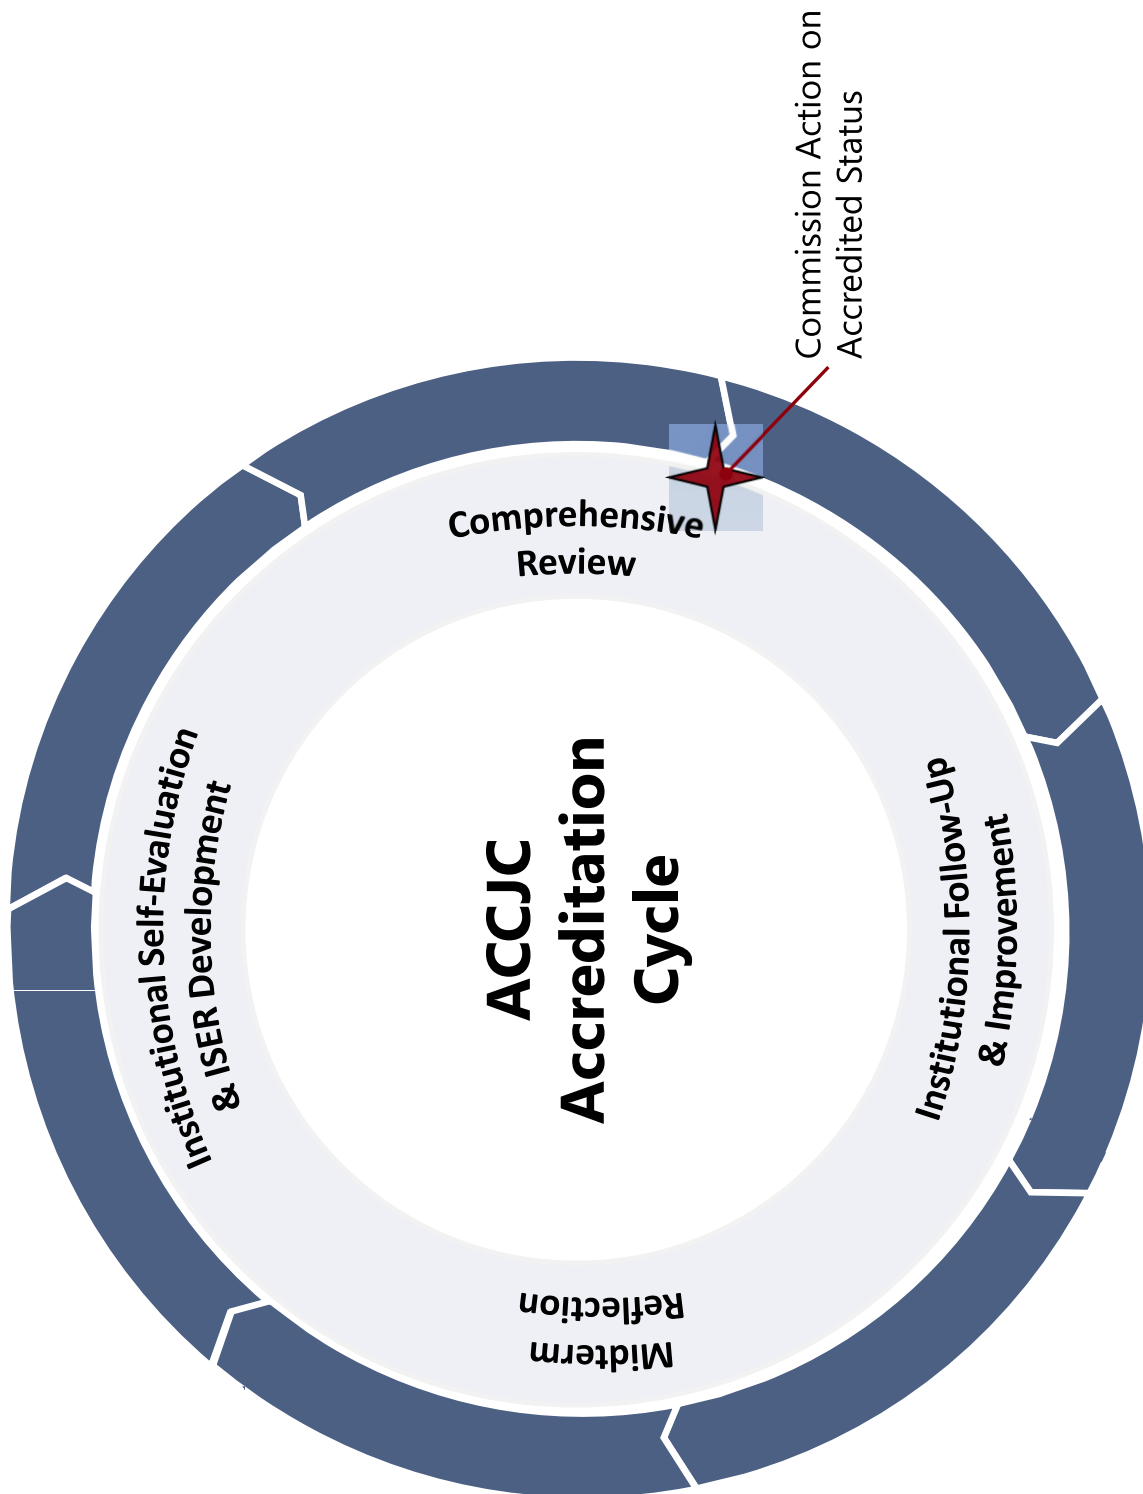 Commission Action on
Accredited Status
Comprehensive
Review
Institutional Self-Evaluation
& ISER Development
ACCJC
Accreditation
Cycle
Institutional Follow-Up
& Improvement
Midterm
Reflection